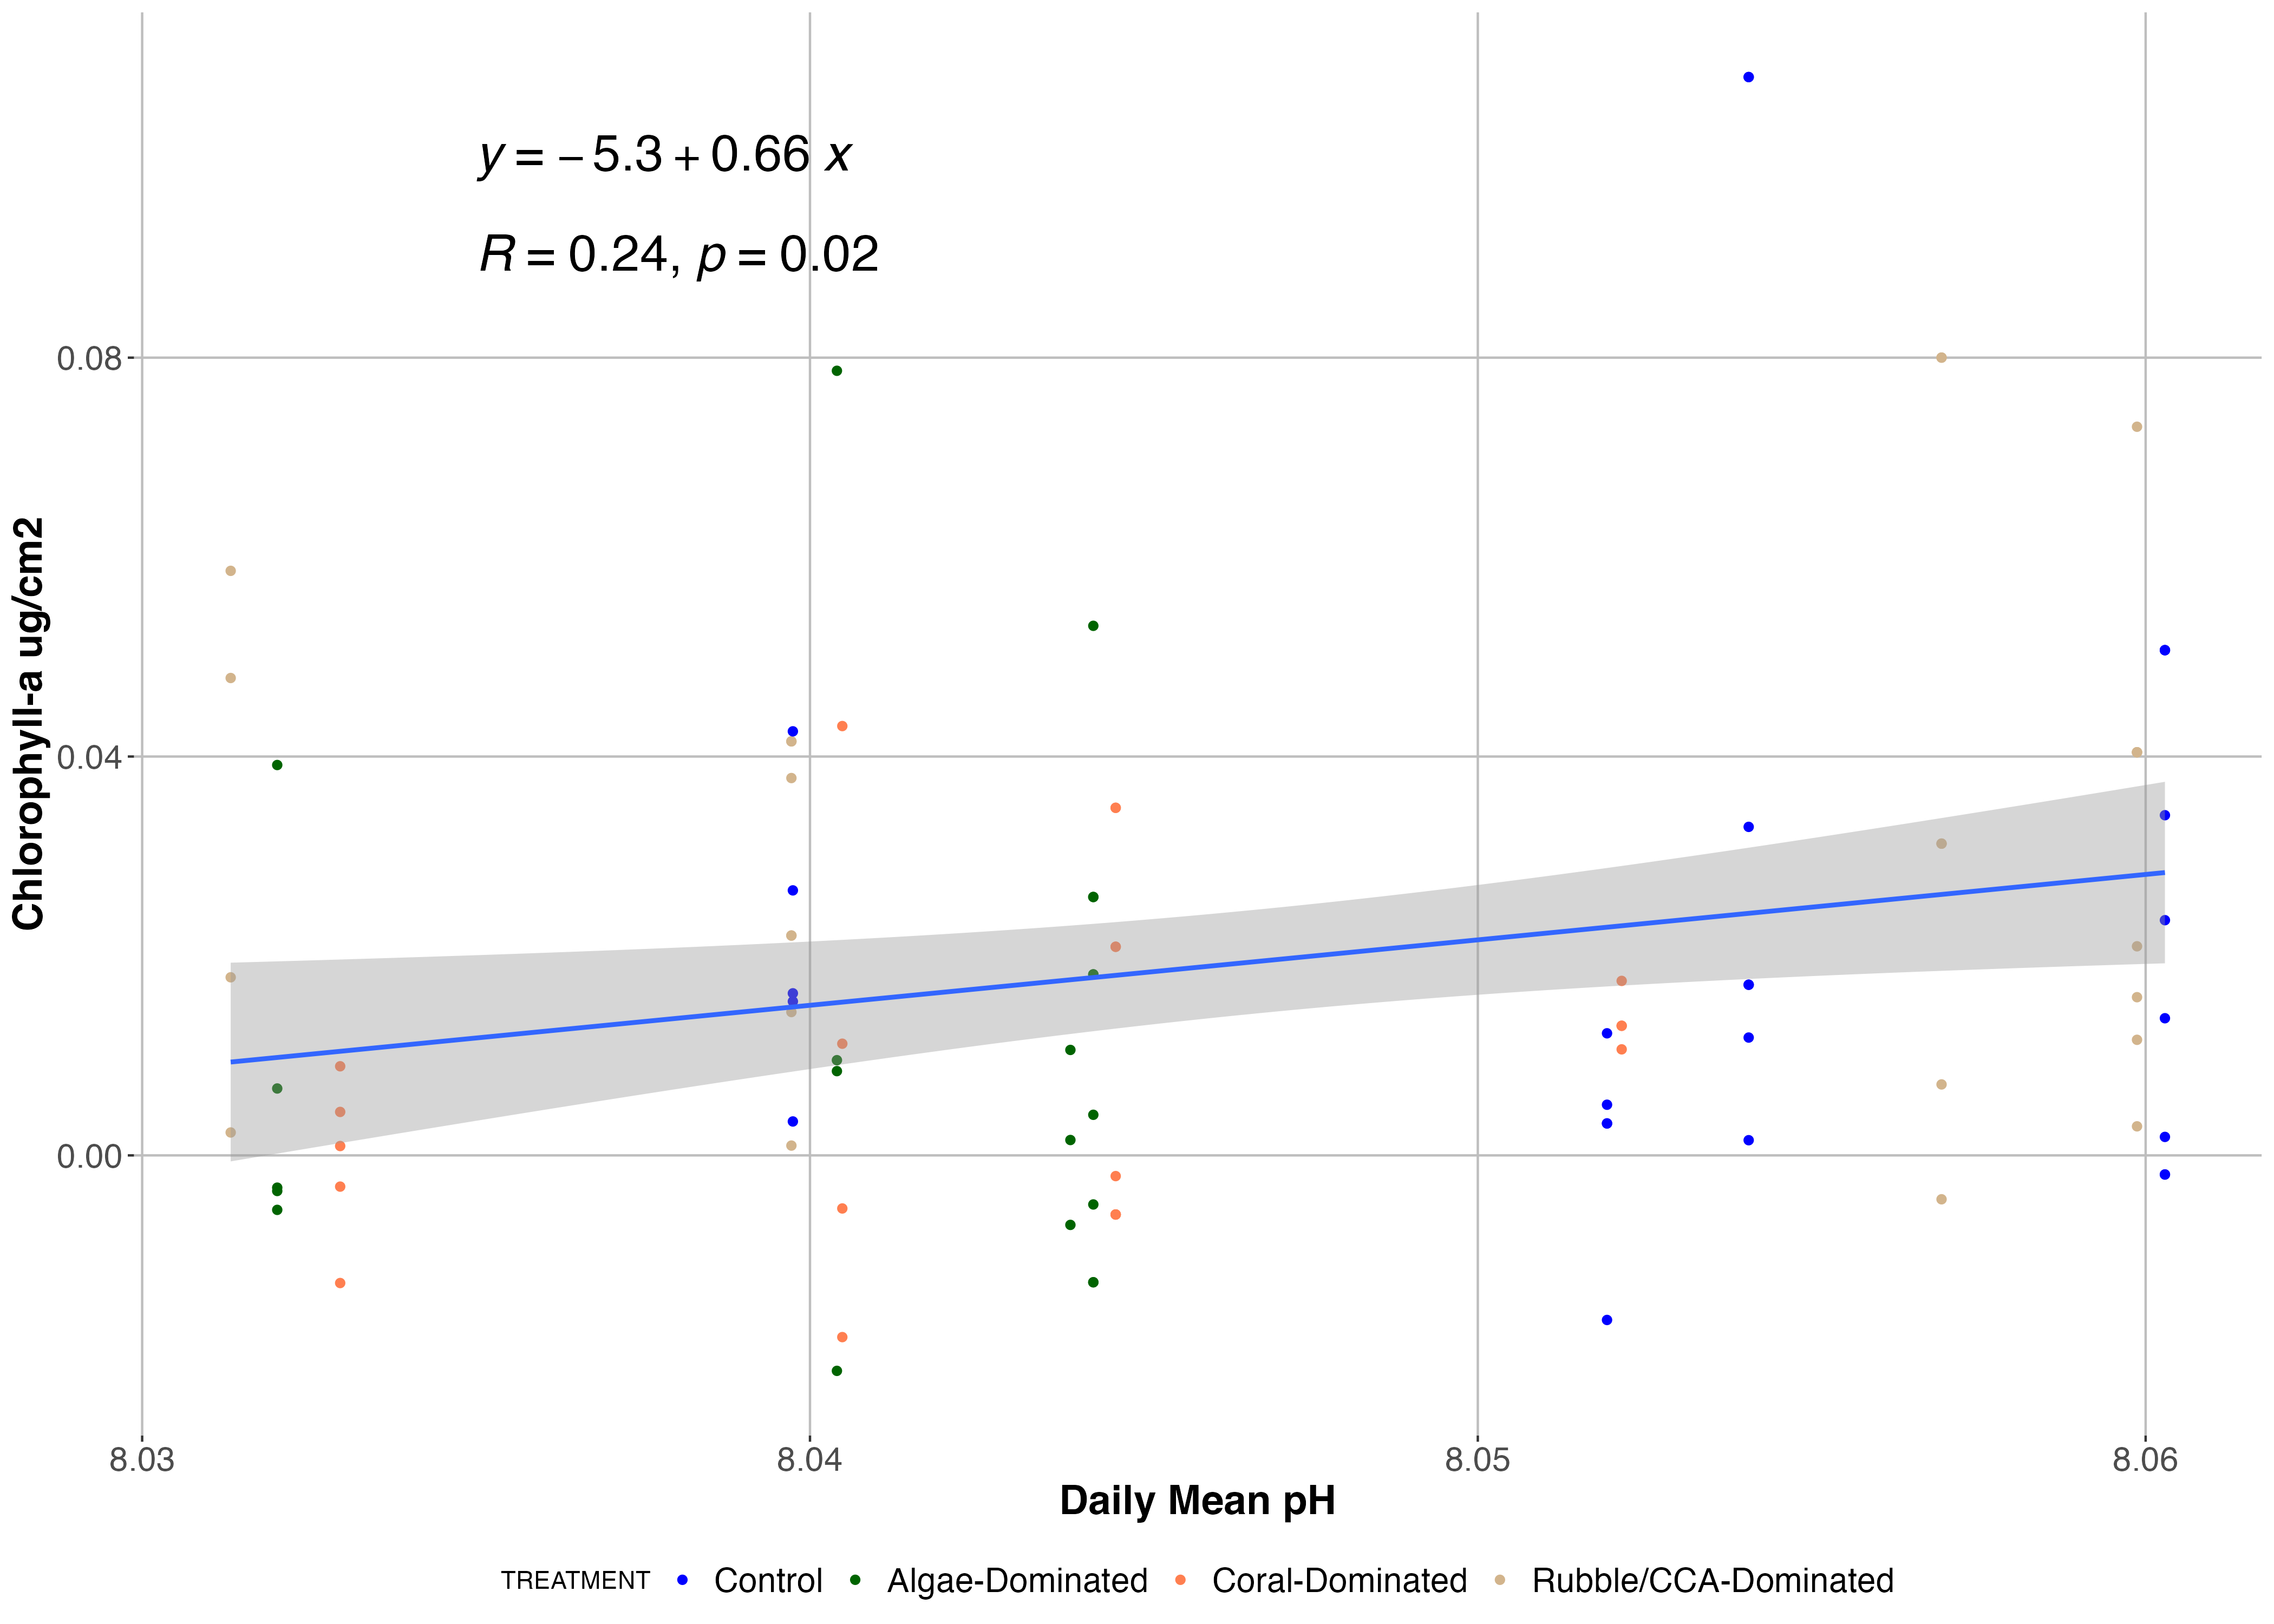 y = −5.3 + 0.66 x
R = 0.24, p = 0.02
0.08
0.04
0.00
Chlorophyll-a ug/cm2
8.03 8.04 8.05 8.06
Daily Mean pH
TREATMENT Control Algae-Dominated Coral-Dominated Rubble/CCA-Dominated